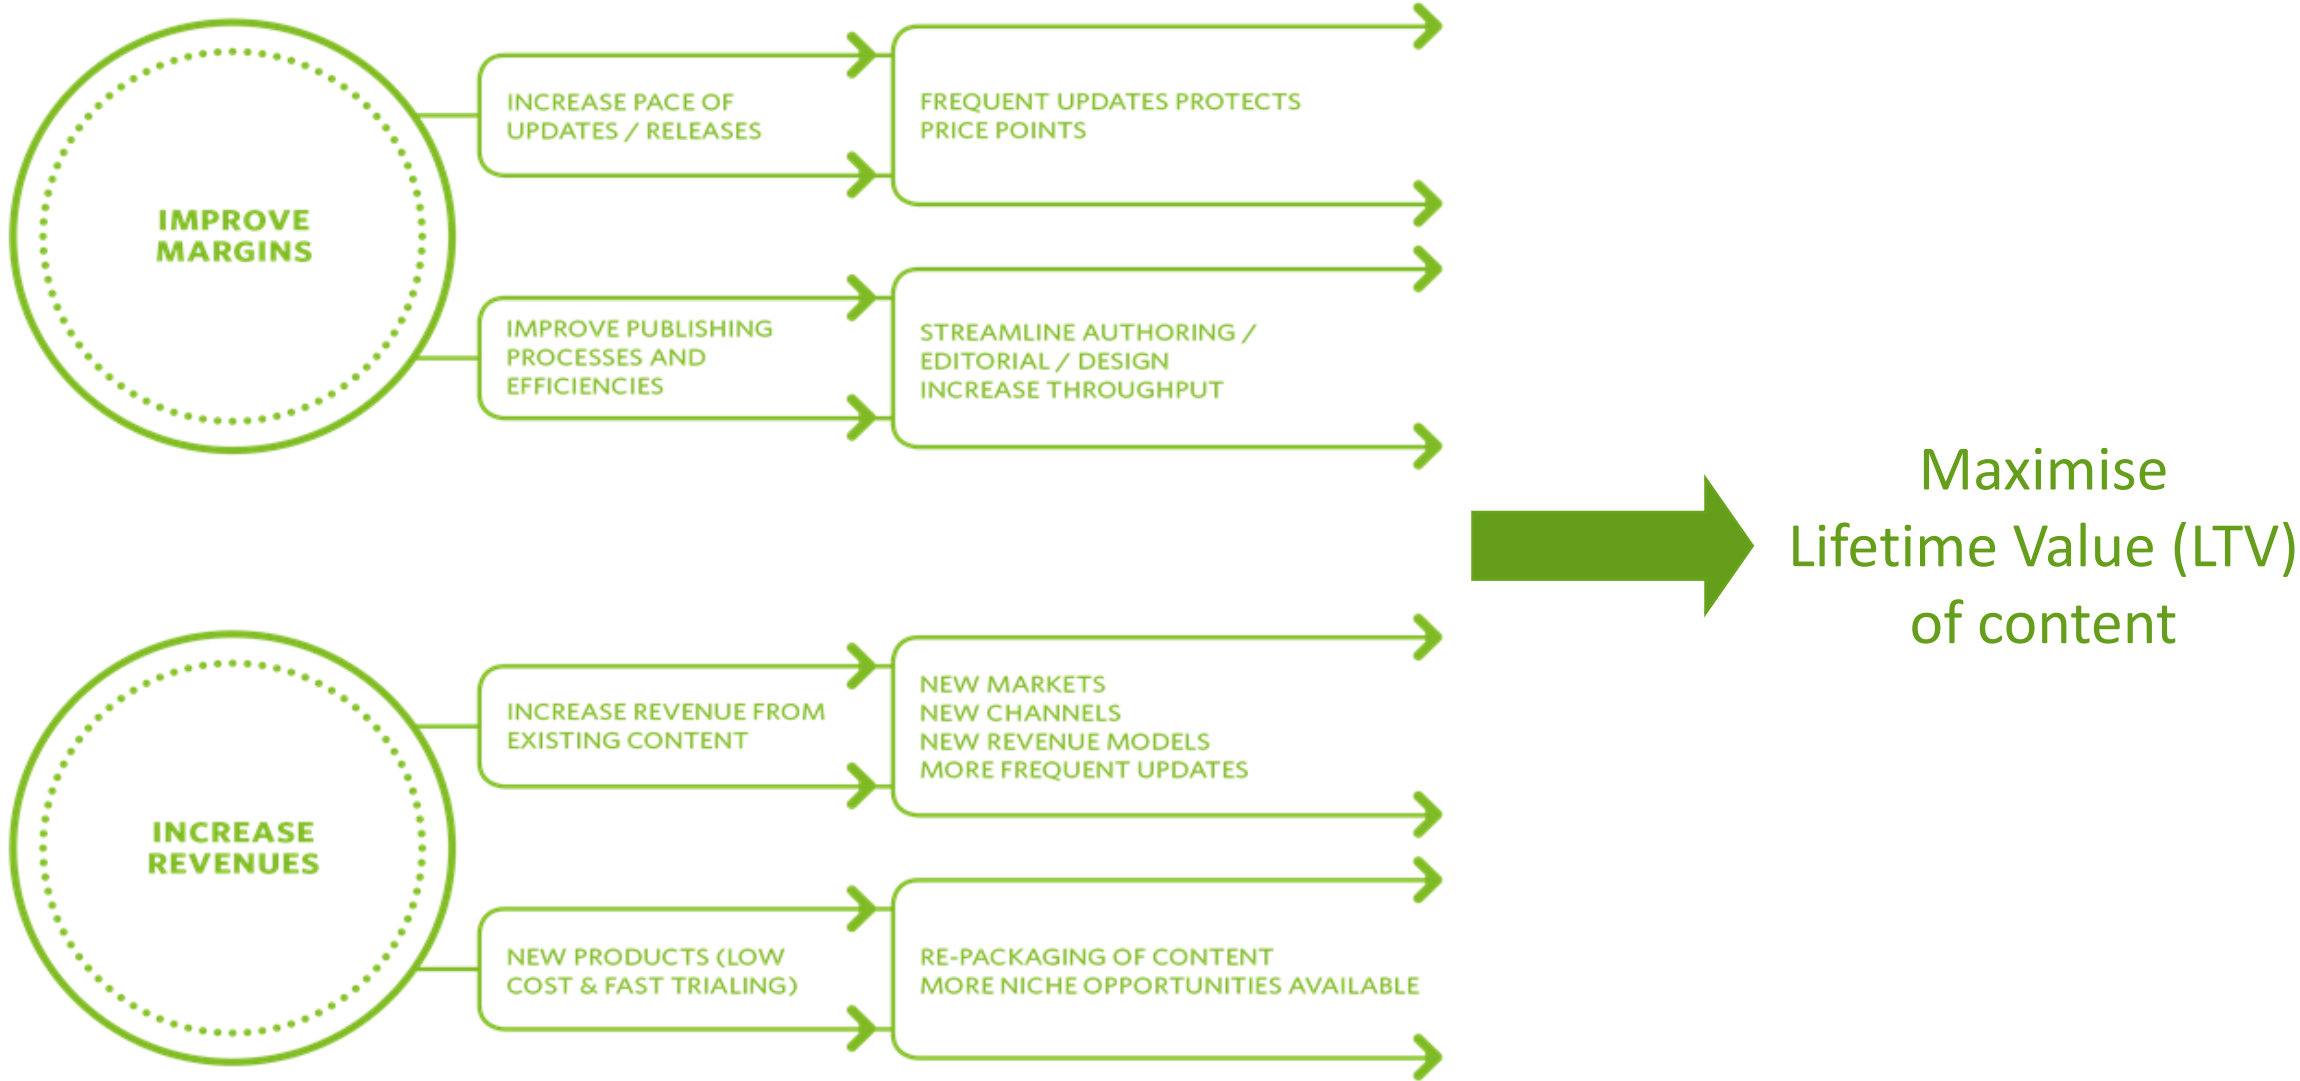 IMPROVE
MARGINS
INCREASE PACE OF
UPDATES / RELEASES
FREQUENT UPDATES PROTECTS
PRICE POINTS
IMPROVE PUBLISHING
PROCESSES AND
EFFICIENCIES
STREAMLINE AUTHORING /
EDITORIAL / DESIGN
INCREASE THROUGHPUT
INCREASE
REVENUES
INCREASE REVENUE FROM
EXISTING CONTENT
NEW MARKETS
NEW CHANNELS
NEW REVENUE MODELS
MORE FREQUENT UPDATES
NEW PRODUCTS (LOW
COST & FAST TRIALING)
RE-PACKAGING OF CONTENT
MORE NICHE OPPORTUNITIES AVAILABLE
Maximise
Lifetime Value (LTV)
of content